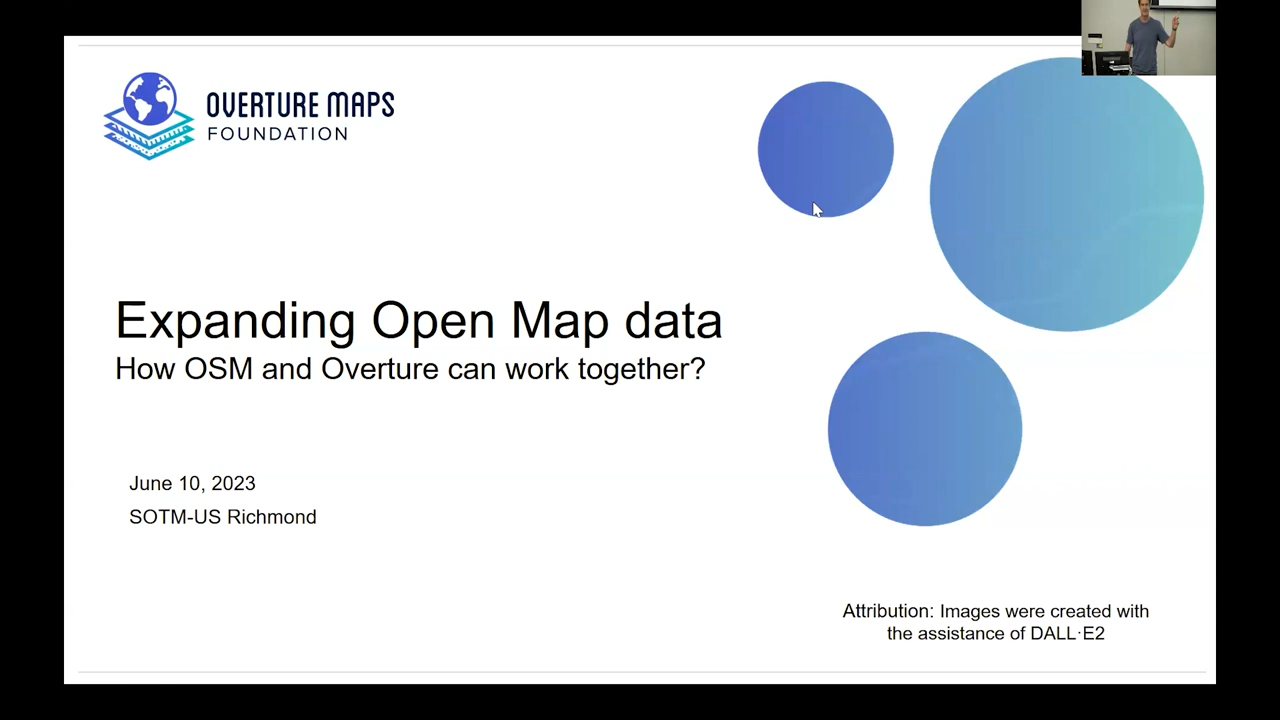 OVERTURE MAPS
FOUNDATION
Expanding Open Map data
How OSM and Overture can work together?
June 10, 2023
SOTM-US Richmond
Attribution: Images were created with
the assistance of DALL·E2